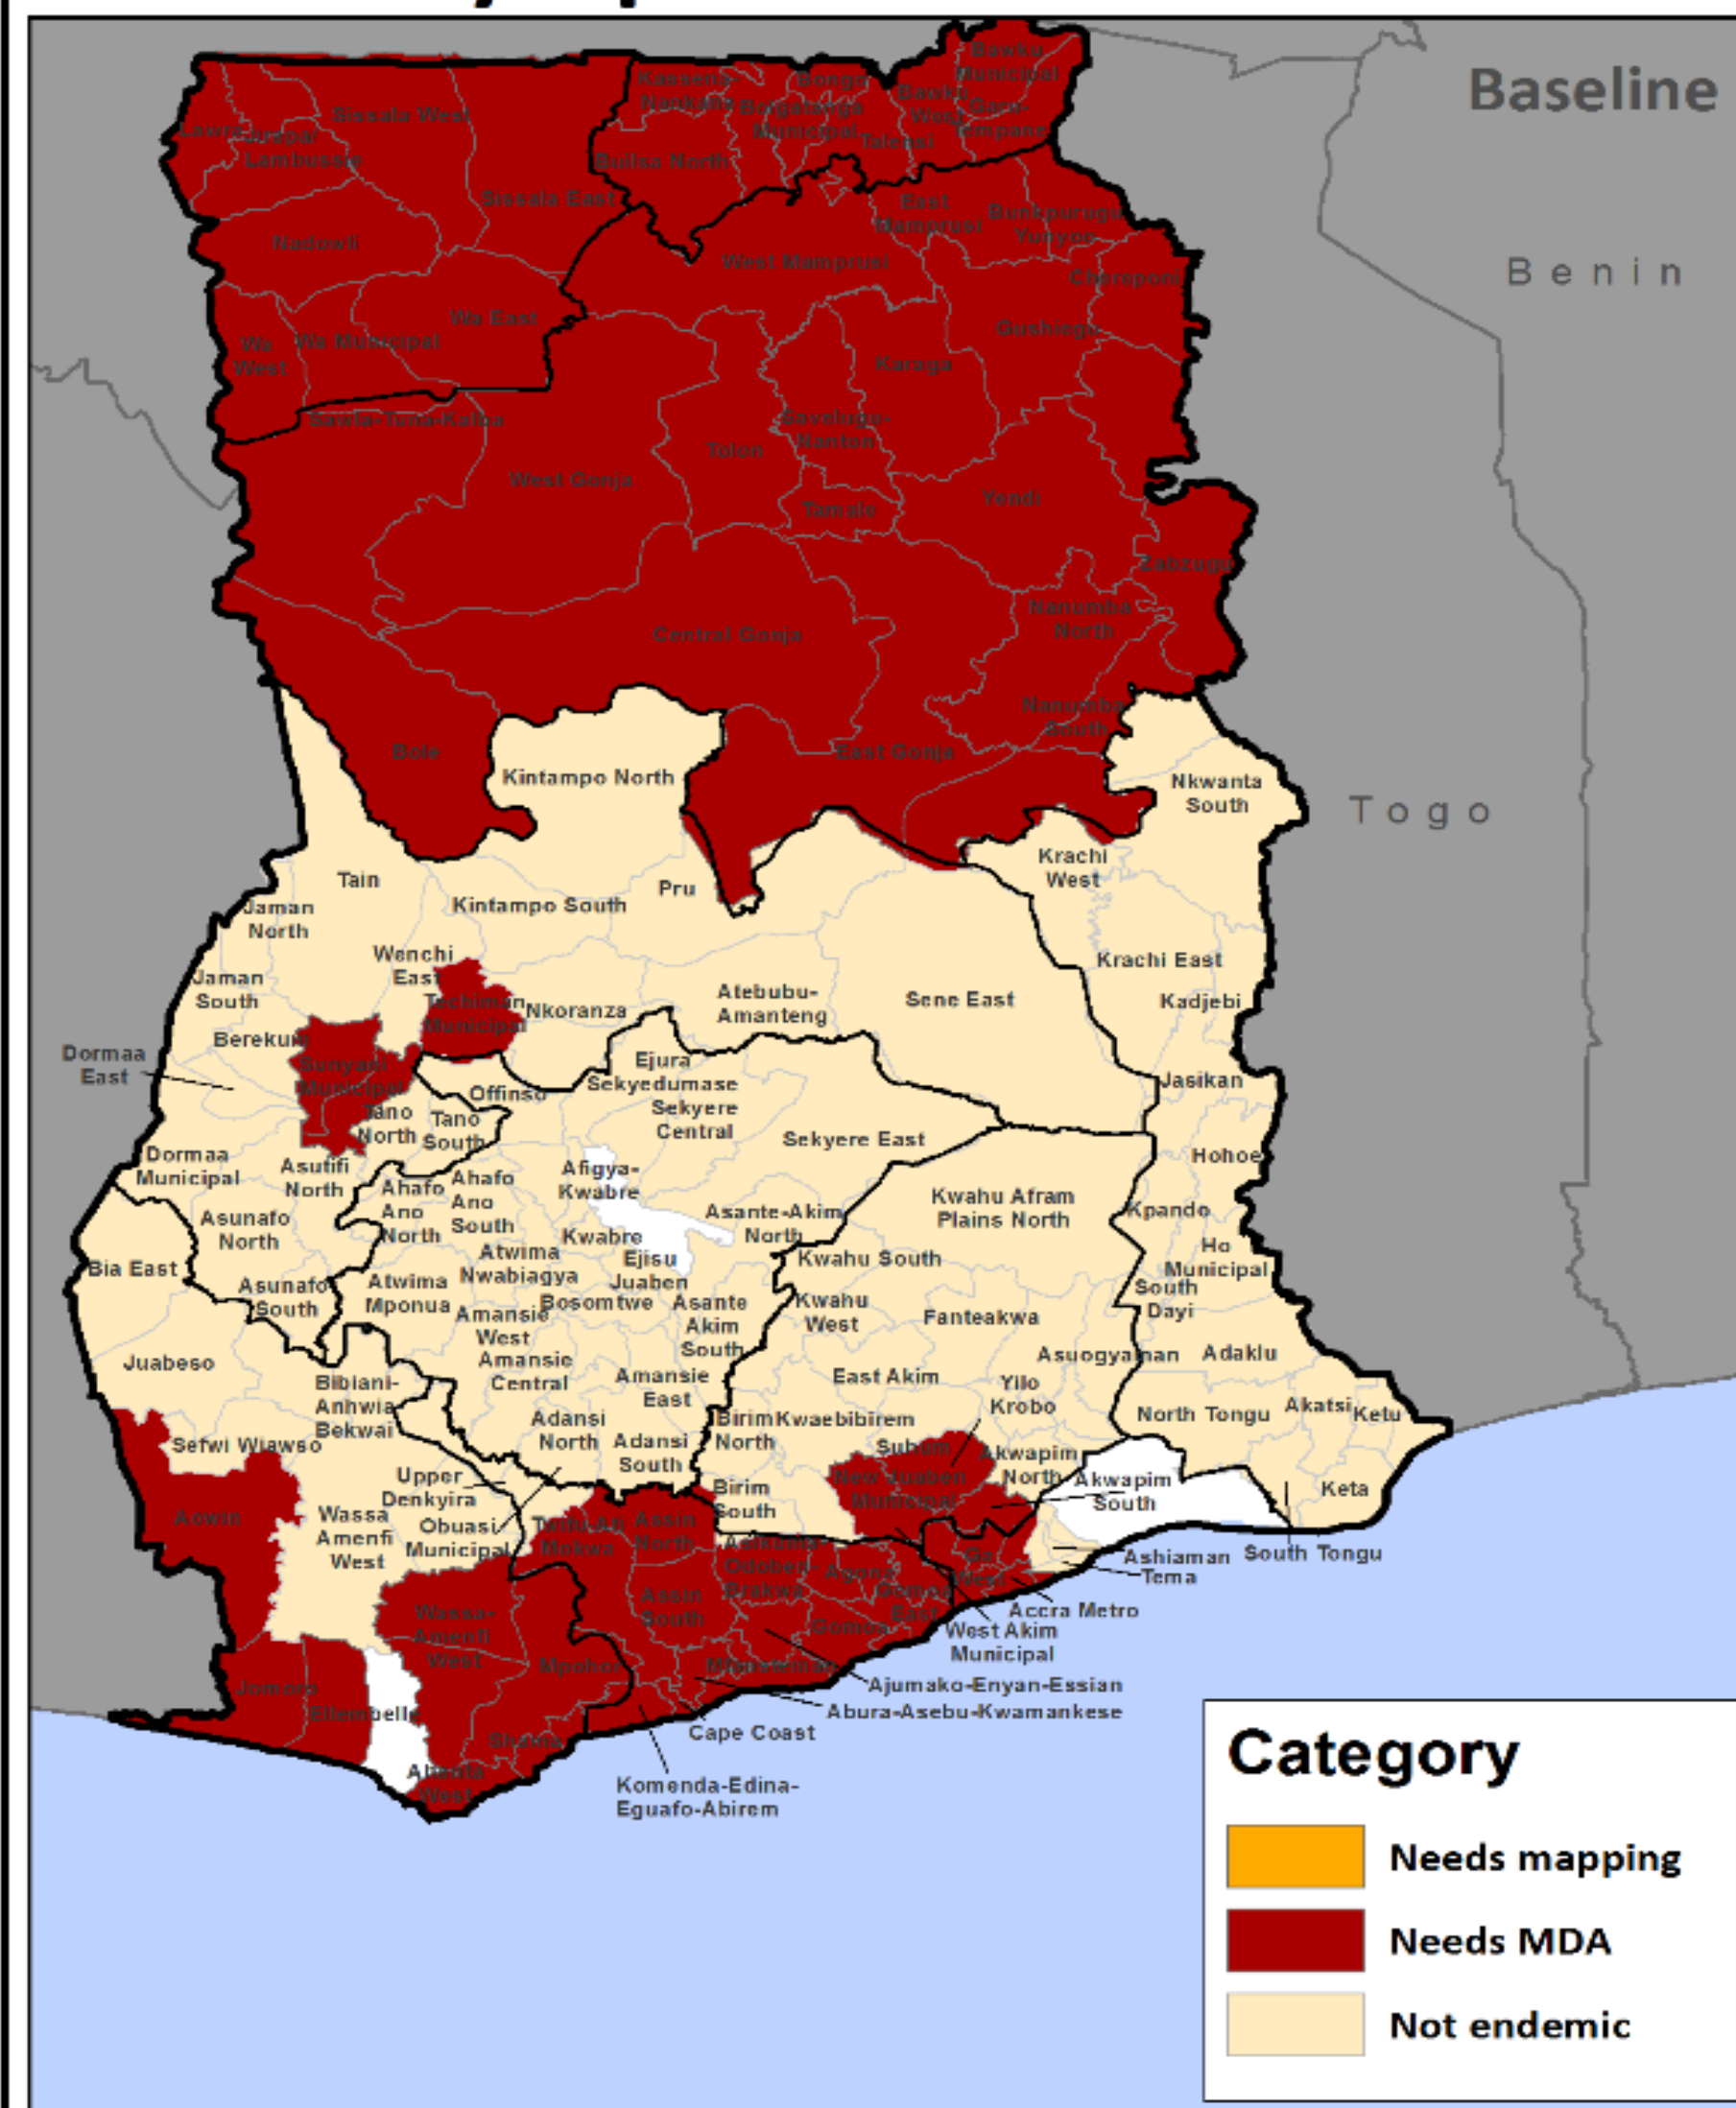 Baseline
Benin
Togo
Bawku
Municipal
Kassena-
Nankana
Bongo
Bolgatanga
Municipal
Bawku
West
Garu-
Tempane
Talensi
Builsa North
Sissala West
Lawra
Jirapa/
Lambussie
Sissala East
Nadowli
East
Mamprusi
Bunkpurugu
Yunyoo
West Mamprusi
Chereponi
Wa East
Wa
West
Wa Municipal
Gushiegu
Karaga
Sawla-Tuna-Kalba
Savelugu-
Nanton
Tolon
West Gonja
Tamale
Yendi
Zabzugu
Nanumba
North
Central Gonja
Nanumba
South
Bole
East Gonja
Kintampo North
Nkwanta
South
Krachi
West
Tain
Pru
Kintampo South
Jaman
North
Wenchi
East
Krachi East
Jaman
South
Techiman
Municipal
Nkoranza
Atebubu-
Amanteng
Sene East
Kadjebi
Berekum
Dormaa
East
Sunyani
Municipal
Ejura
Sekyedumase
Offinso
Jasikan
Tano
North
Tano
South
Sekyere
Central
Sekyere East
Dormaa
Municipal
Asutifi
North
Hohoe
Ahafo
Ano
North
Ahafo
Ano
South
Afigya-
Kwabre
Asante-Akim
North
Kwahu Afram
Plains North
Kpando
Asunafo
North
Kwabre
Ho
Municipal
Bia East
Atwima
Nwabiagya
Ejisu
Juaben
Kwahu South
Asunafo
South
Atwima
Mponua
Bosomtwe
Asante
Akim
South
Kwahu
West
South
Dayi
Amansie
West
Fanteakwa
Juabeso
Amansie
Central
Asuogyaman
Adaklu
Bibiani-
Anhwia
Bekwai
Amansie
East
East Akim
Yilo
Krobo
Adansi
North
Birim
North
Kwaebibirem
North Tongu
Akatsi
Ketu
Sefwi Wiawso
Adansi
South
Suhum
Akwapim
North
Upper
Denkyira
Birim
South
New Juaben
Municipal
Akwapim
South
Keta
Aowin
Wassa
Amenfi
West
Obuasi
Municipal
Twifu Ati
Mokwa
Assin
North
Asikuma-
Odoben-
Brakwa
Agona
Ga
West
Ashiaman
Tema
South Tongu
Assin
South
Gomoa
East
Accra Metro
Wassa-
Amenfi
West
Gomoa
West Akim
Municipal
Mpohor
Mfantseman
Jomoro
Ajumako-Enyan-Essian
Ellembelle
Abura-Asebu-Kwamankese
Shama
Cape Coast
Ahanta
West
Komenda-Edina-
Eguafo-Abirem
Category
Needs mapping
Needs MDA
Not endemic